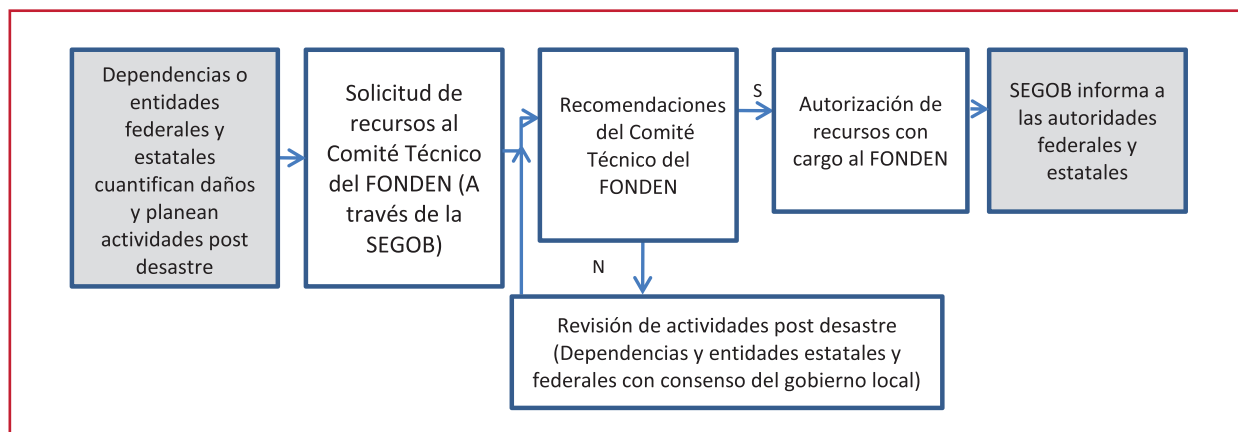 Dependencias o
entidades
federales y
estatales
cuantifican daños
y planean
actividades post
desastre
Solicitud de
recursos al
Comité Técnico
del FONDEN (A
través de la
SEGOB)
Recomendaciones
del Comité
Técnico del
FONDEN
S
Autorización de
recursos con
cargo al FONDEN
SEGOB informa a
las autoridades
federales y
estatales
N
Revisión de actividades post desastre
(Dependencias y entidades estatales y
federales con consenso del gobierno local)